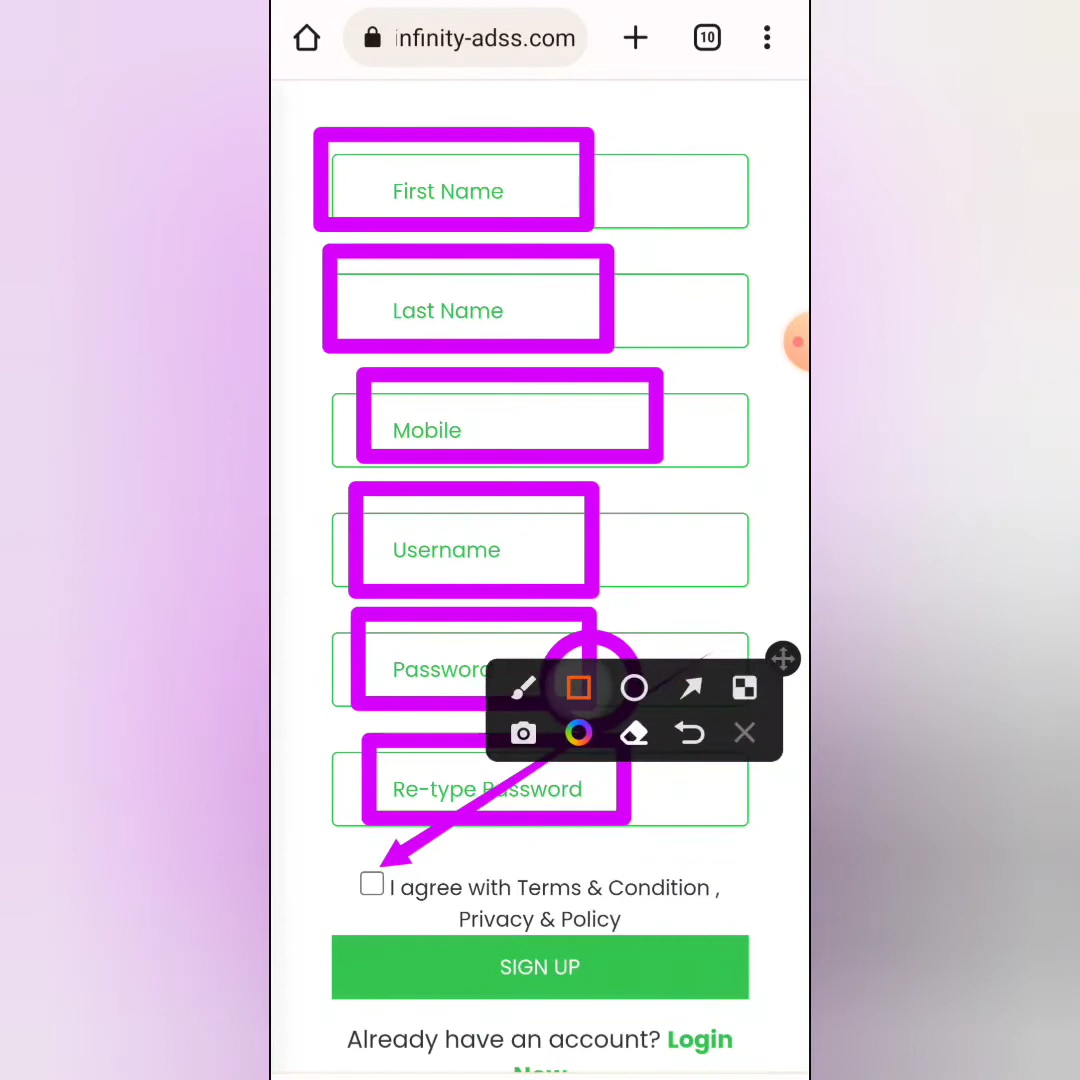 infinity-adss.com
10
First Name
Last Name
Mobile
Username
Password
Re-type Password
I agree with Terms & Condition ,
Privacy & Policy
SIGN UP
Already have an account? Login
Now